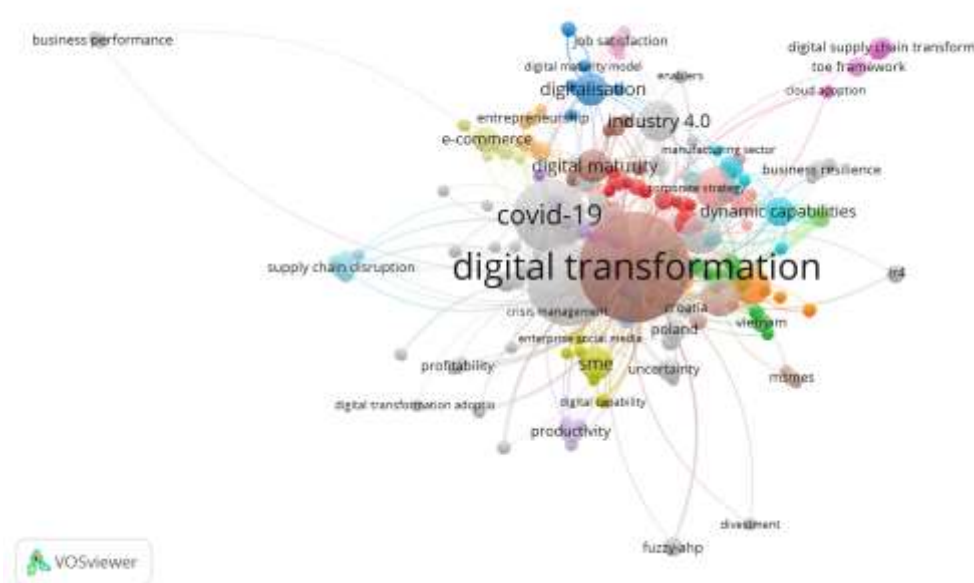 business performance
job satisfaction
digital supply chain transform
digital maturity model
toe framework
enablers
digitalisation
cloud adoption
entrepreneurship
industry 4.0
e-commerce
manufacturing sector
digital maturity
business resilience
corporate strategy
covid-19
dynamic capabilities
supply chain disruption
digital transformation
ir4
crisis management
croatia
poland
vietnam
enterprise social media
sme
profitability
uncertainty
msmes
digital transformation adoptio
digital capability
productivity
divestment
fuzzy-ahp
VOSviewer